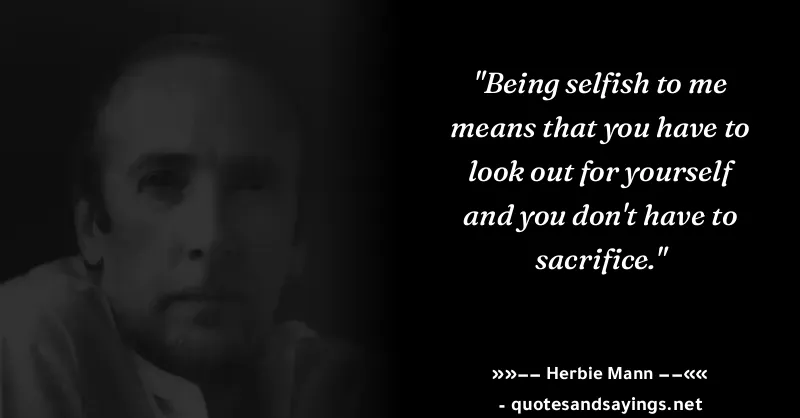 "Being selfish to me
means that you have to
look out for yourself
and you don't have to
sacrifice."
»»—— Herbie Mann ——««
- quotesandsayings.net